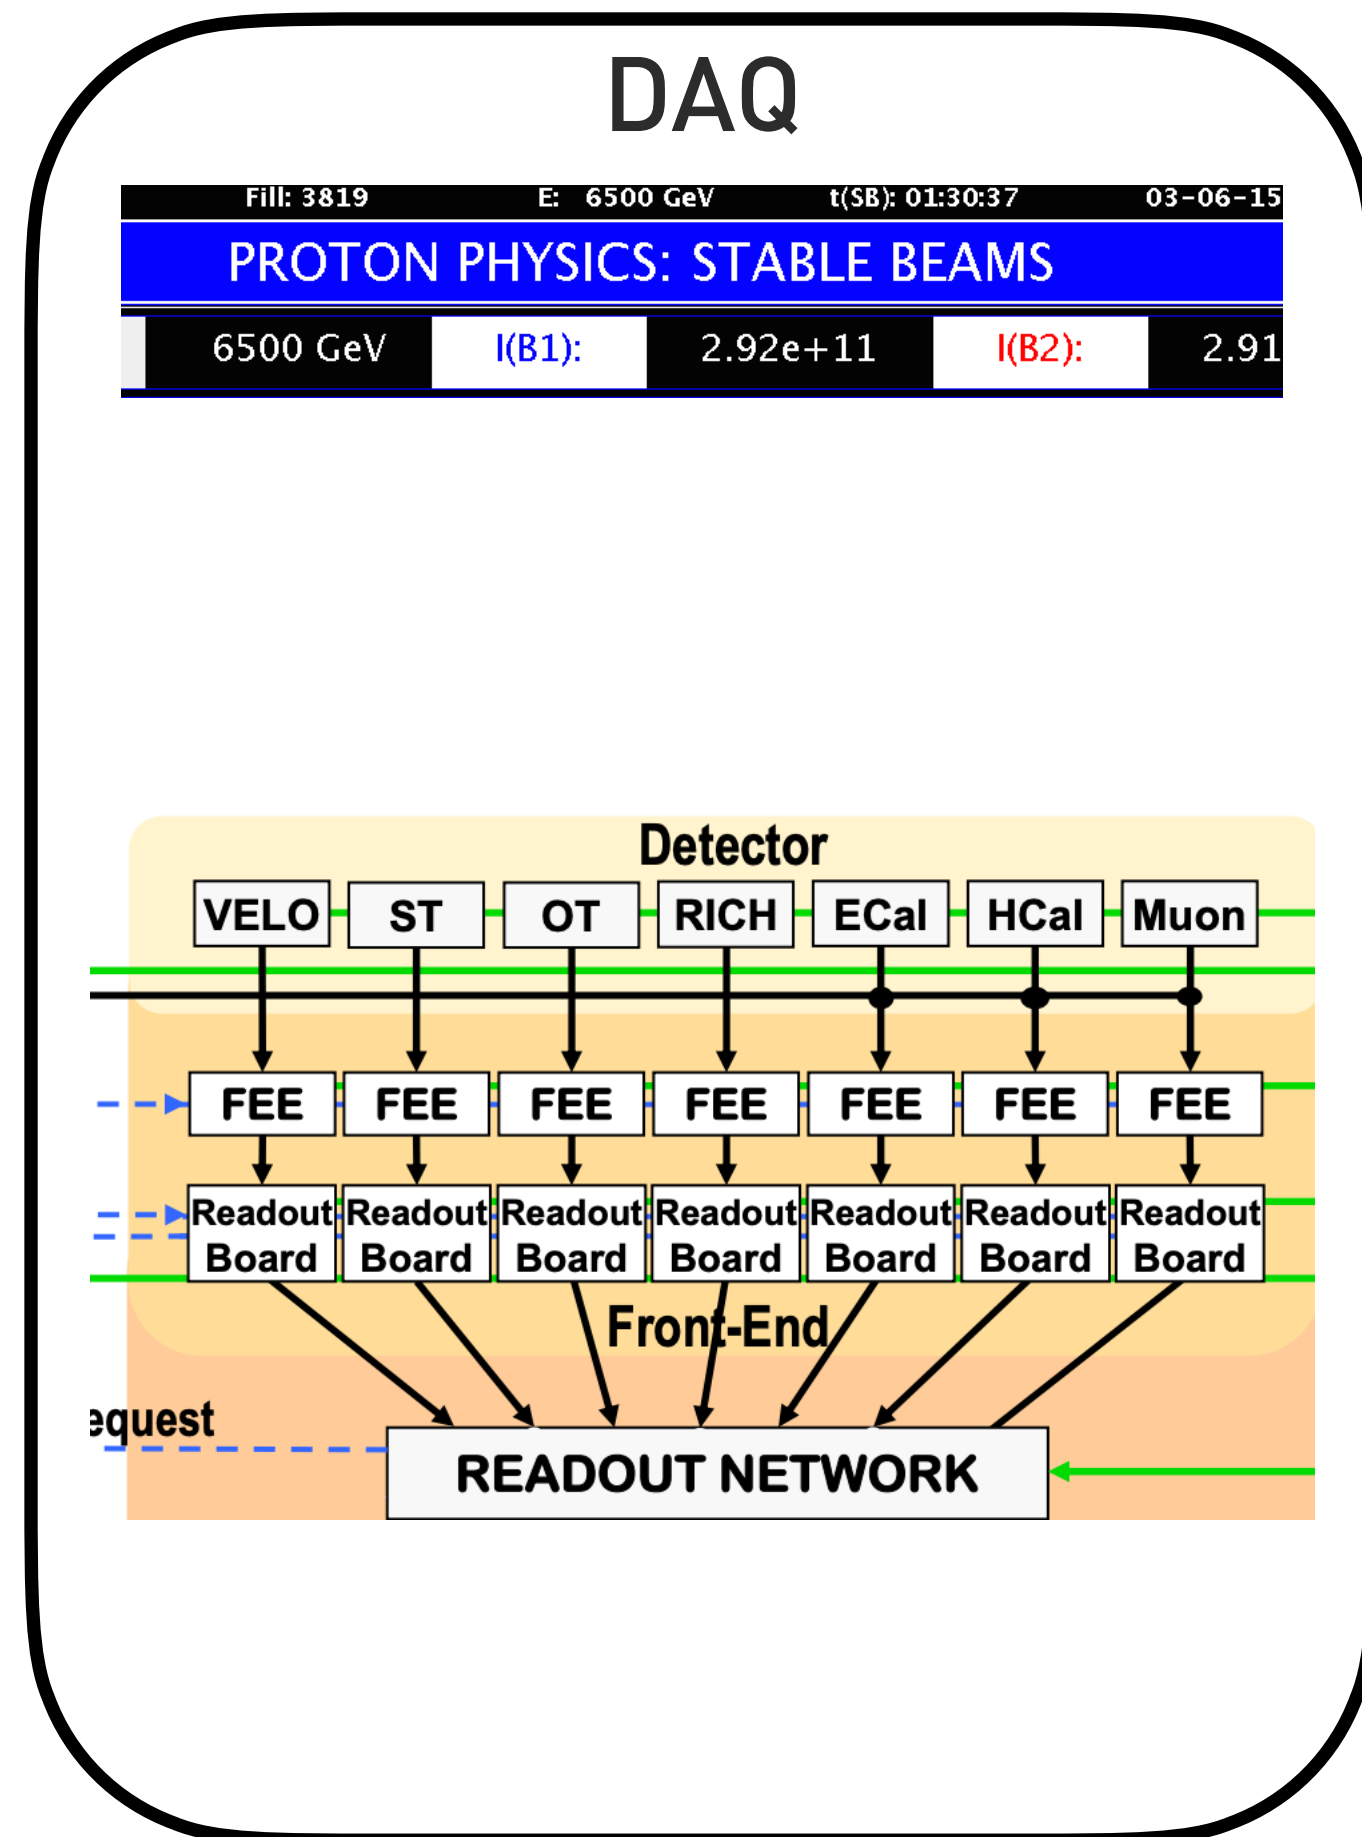 DAQ
Fill: 3819 E: 6500 GeV t(SB): 01:30:37 03-06-15
PROTON PHYSICS: STABLE BEAMS
6500 GeV I(B1): 2.92e+11 I(B2): 2.91
Detector
VELO ST OT RICH ECal HCal Muon
FEE FEE FEE FEE FEE FEE FEE
Readout Readout Readout Readout Readout Readout Readout
Board Board Board Board Board Board Board
Front-End
equest
READOUT NETWORK